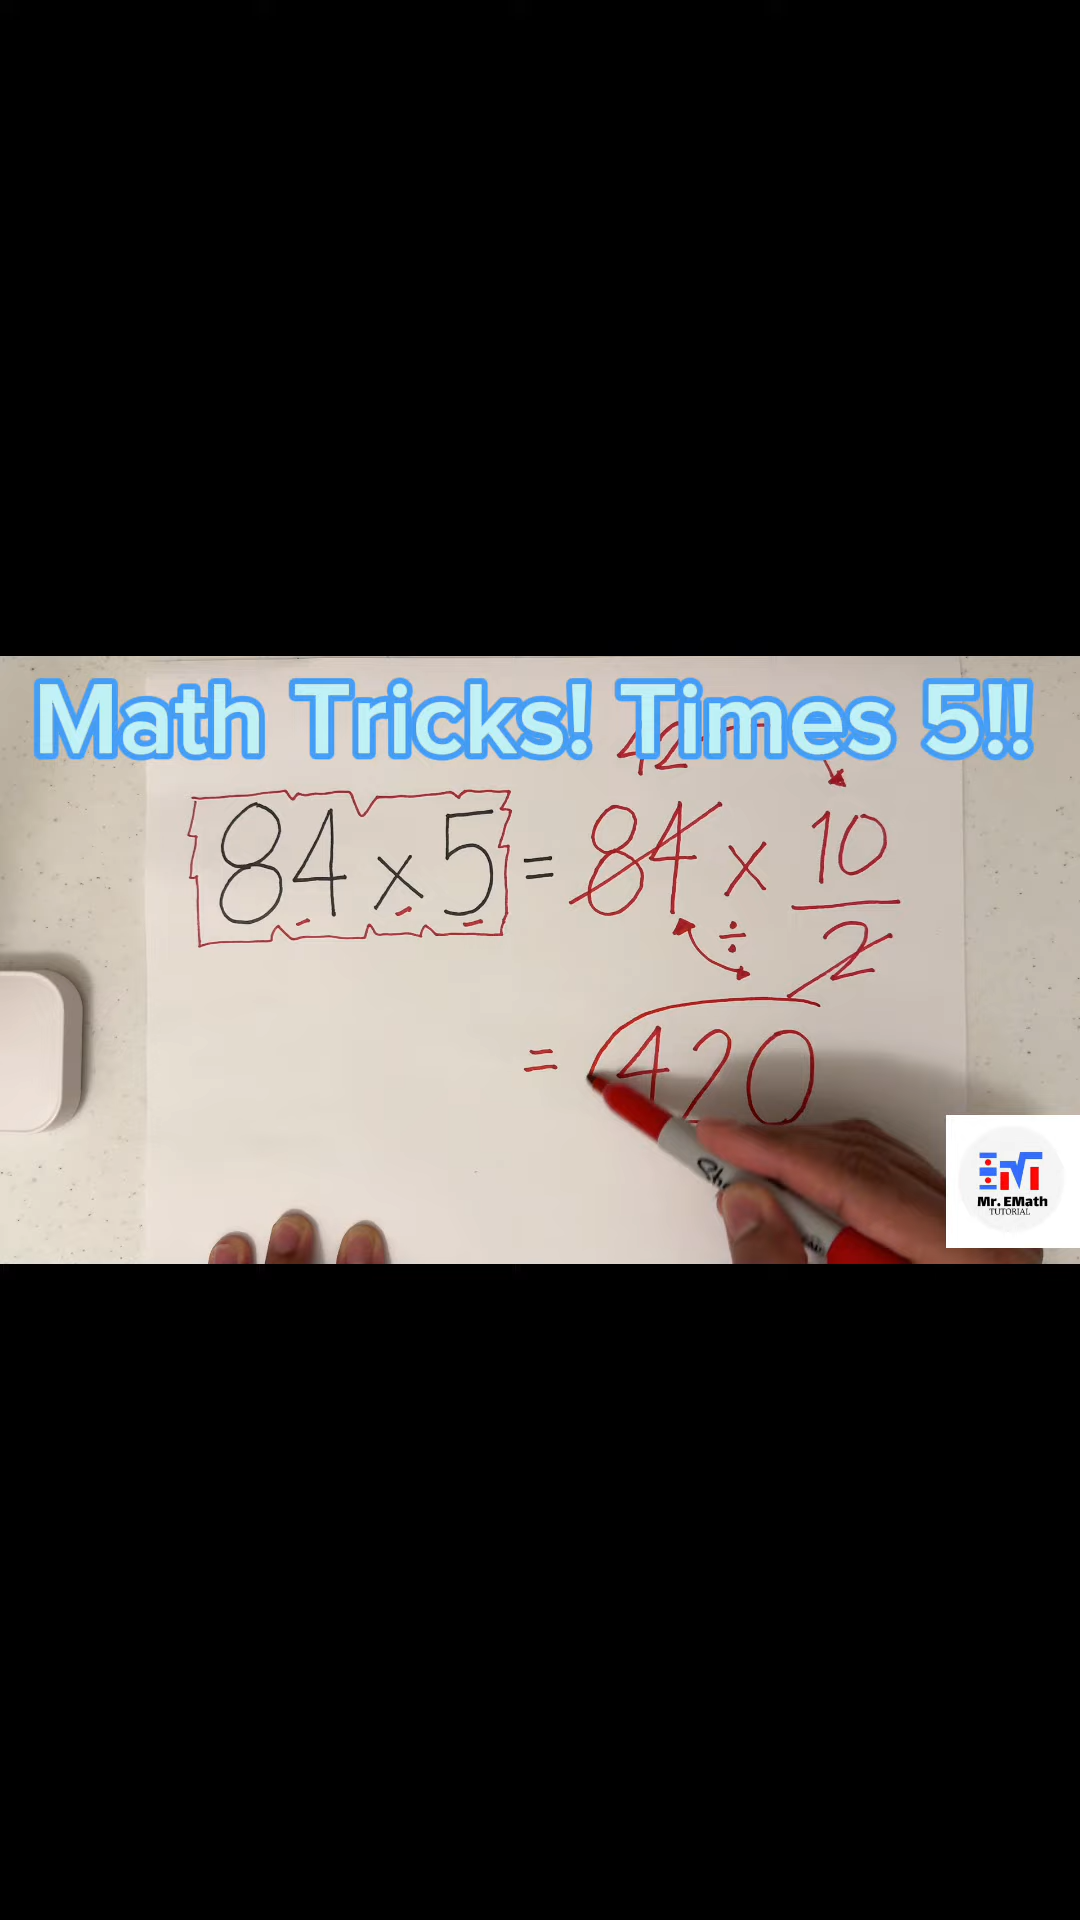 Math Tricks! Times 5!!
42
84 × 5 = 84 × 10
÷ 2
= 420
Mr. EMath
TUTORIAL